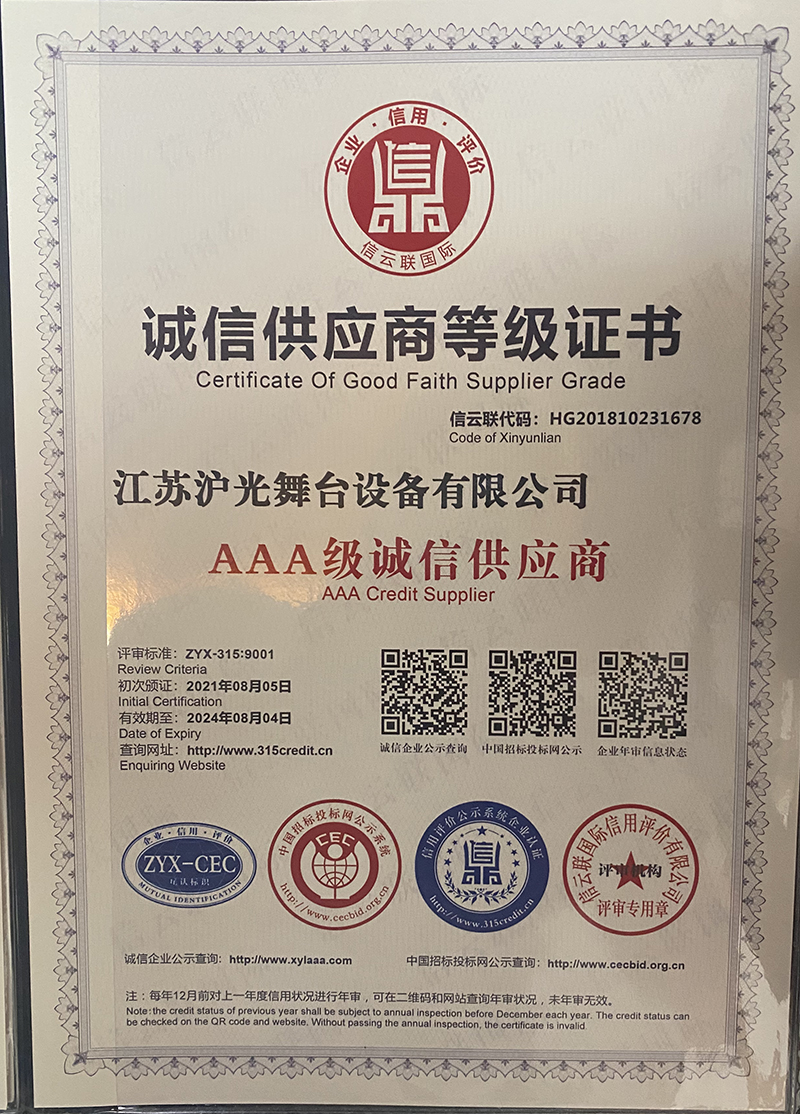 企业·信用·评价
信
信云联国际
诚信供应商等级证书
Certificate Of Good Faith Supplier Grade
信云联代码：HG201810231678
Code of Xinyunlian
江苏沪光舞台设备有限公司
AAA级诚信供应商
AAA Credit Supplier
评审标准：ZYX-315:9001
Review Criteria
初次颁证：2021年08月05日
Initial Certification
有效期至：2024年08月04日
Date of Expiry
查询网址：http://www.315credit.cn
Enquiring Website
诚信企业公示查询 中国招标投标网公示 企业年审信息状态
企业·信用·评价
ZYX-CEC
互认标识
MUTUAL IDENTIFICATION
中国招标投标网公示系统
CEC
http://www.cecbid.org.cn
信用评价公示系统企业认证
信
http://www.315credit.cn
信云联国际信用评价有限公司
评审机构
评审专用章
诚信企业公示查询：http://www.xylaaa.com 中国招标投标网公示查询：http://www.cecbid.org.cn
注：每年12月前对上一年度信用状况进行年审，可在二维码和网站查询年审状况，未年审无效。
Note:the credit status of previous year shall be subject to annual inspection before December each year. The credit status can
be checked on the QR code and website. Without passing the annual inspection, the certificate is invalid.